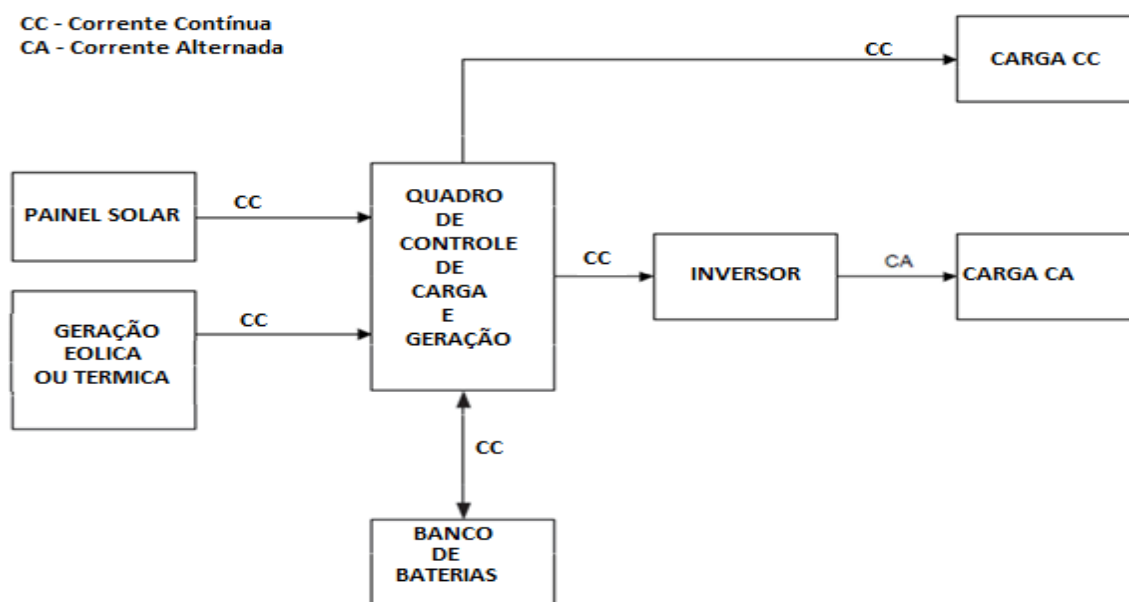 CC - Corrente Contínua
CA - Corrente Alternada
CC
CARGA CC
PAINEL SOLAR
CC
QUADRO
DE
CONTROLE
DE
CARGA
E
GERAÇÃO
CC
INVERSOR
CA
CARGA CA
GERAÇÃO
EOLICA
OU TERMICA
CC
CC
BANCO
DE
BATERIAS